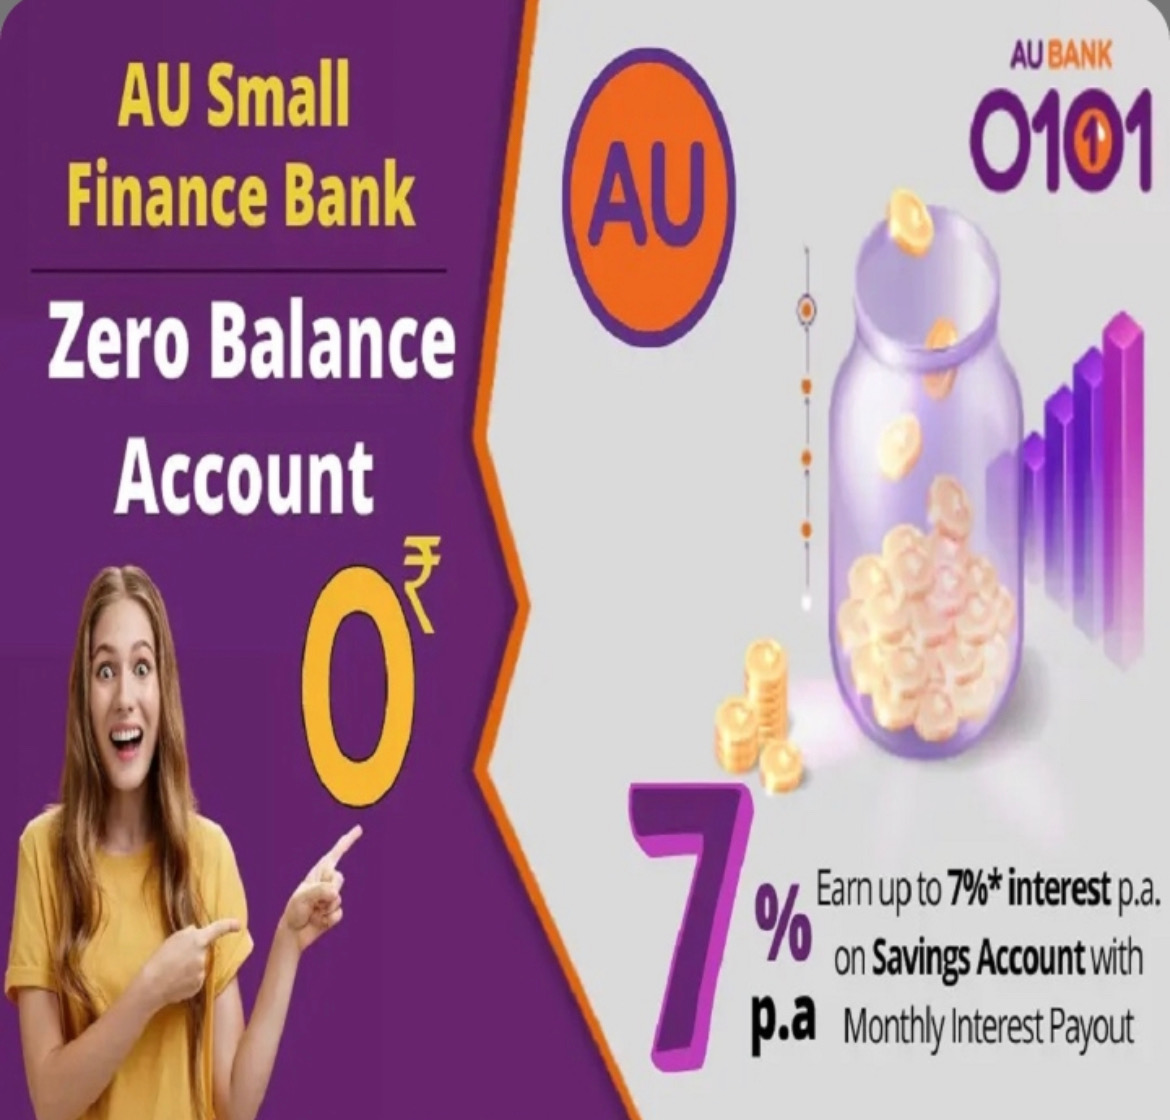 AU Small
Finance Bank
Zero Balance
Account
0₹
AU
AU BANK
0101
7% p.a
Earn up to 7%* interest p.a.
on Savings Account with
Monthly Interest Payout